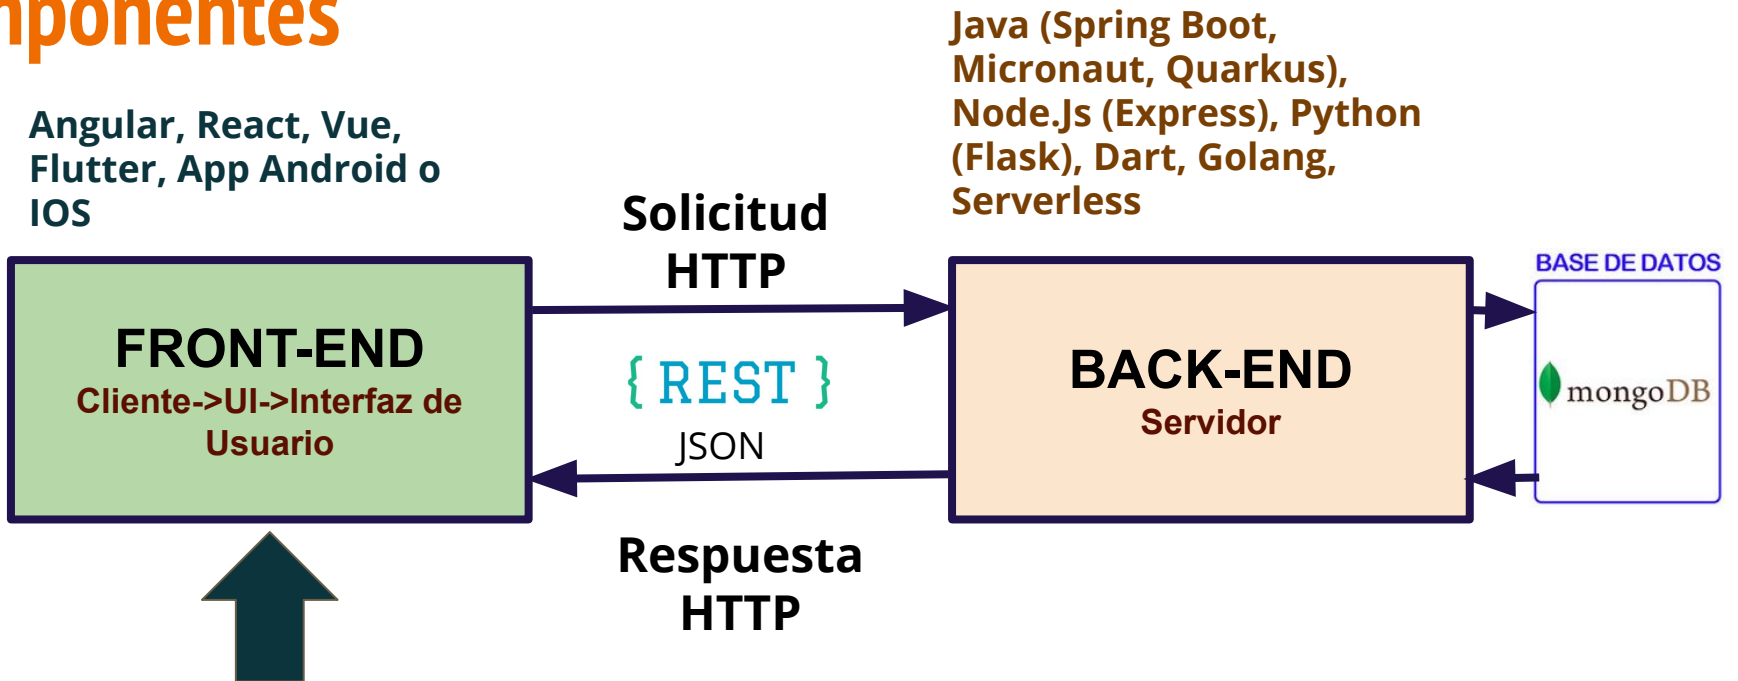 mponentes
Angular, React, Vue,
Flutter, App Android o
IOS
Java (Spring Boot,
Micronaut, Quarkus),
Node.Js (Express), Python
(Flask), Dart, Golang,
Serverless
Solicitud
HTTP
FRONT-END
Cliente->UI->Interfaz de
Usuario
{ REST }
JSON
BACK-END
Servidor
BASE DE DATOS
mongoDB
Respuesta
HTTP